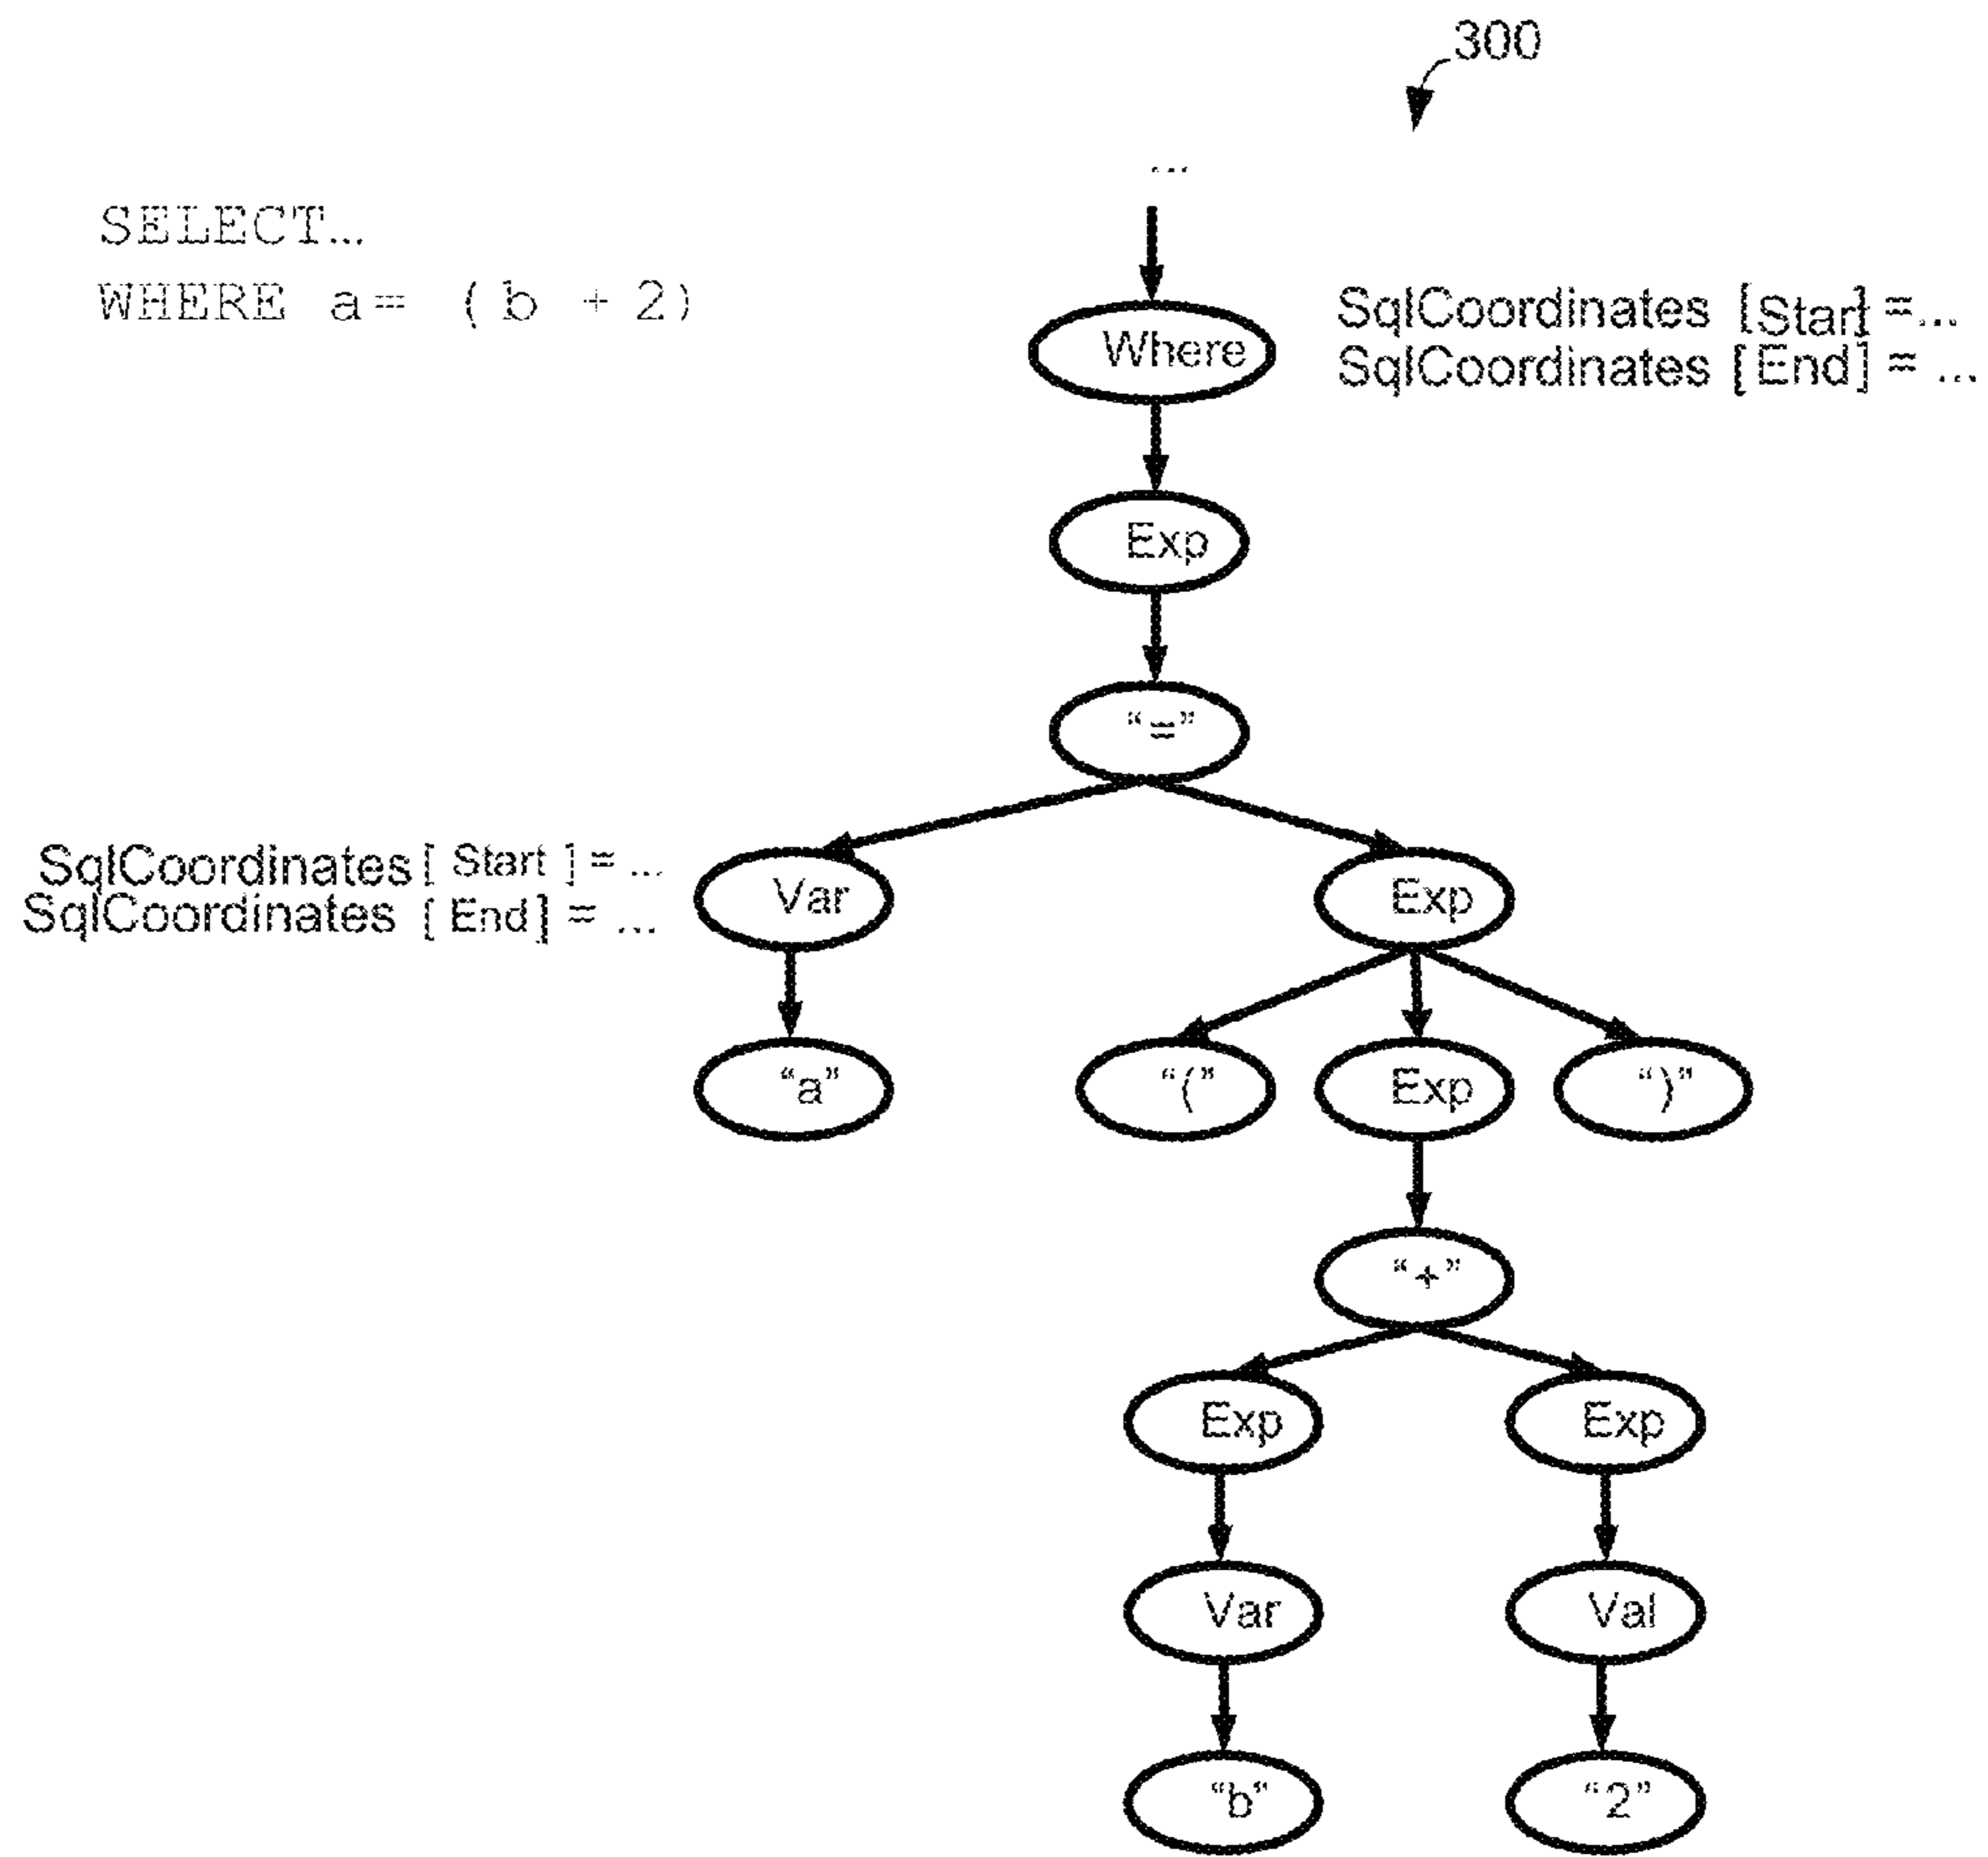 300
...
SELECT...
WHERE a= (b + 2)
Where
SqlCoordinates [Start] =...
SqlCoordinates [End] = ...
Exp
“=”
SqlCoordinates [ Start ] = ...
SqlCoordinates [ End ] = ...
Var
Exp
“a”
“(”
Exp
“)”
“+”
Exp
Exp
Var
Val
“b”
“2”